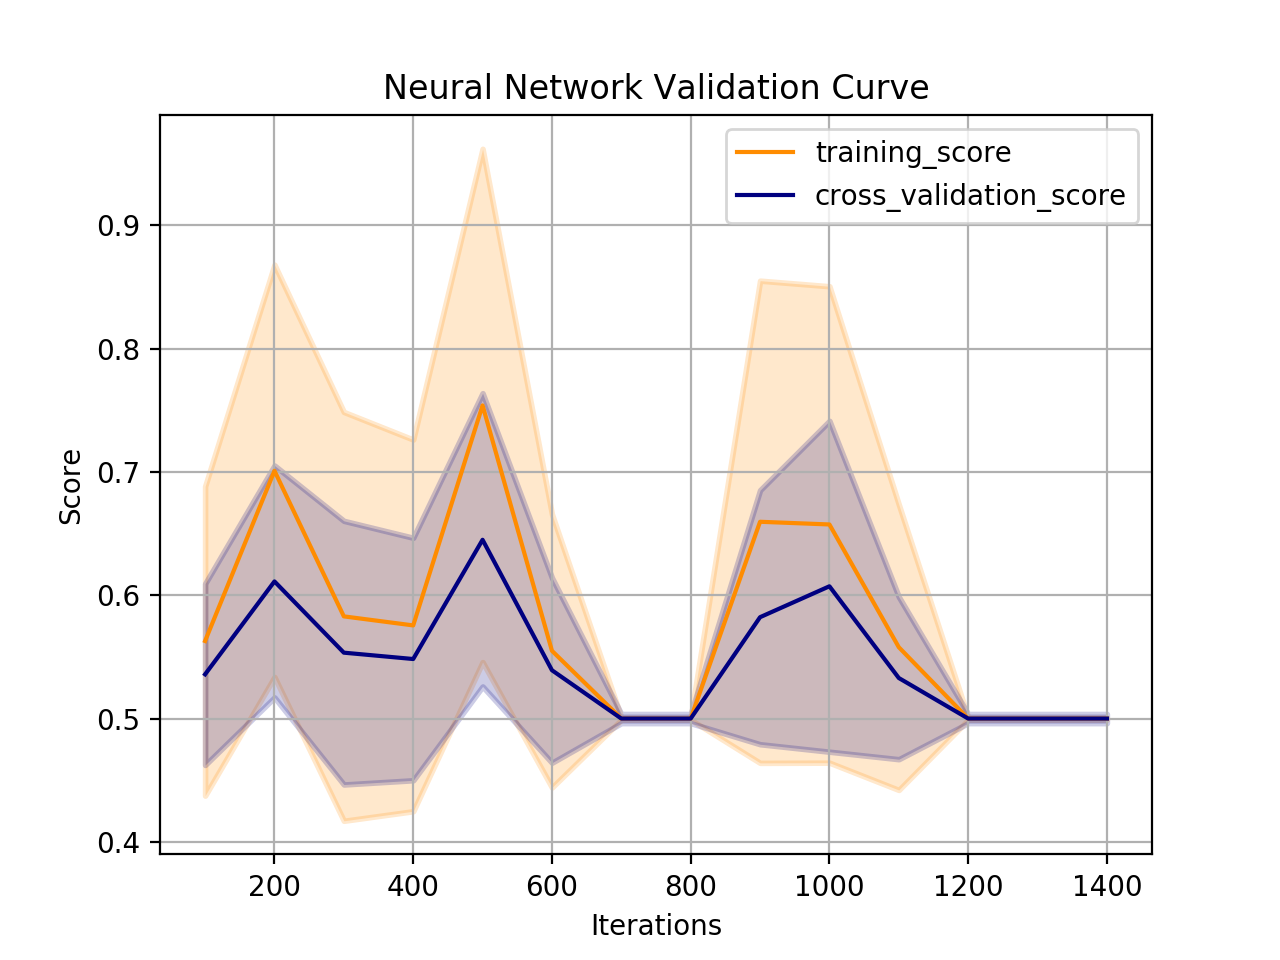 Neural Network Validation Curve
training_score
cross_validation_score
0.9
0.8
0.7
0.6
0.5
0.4
Score
200 400 600 800 1000 1200 1400
Iterations